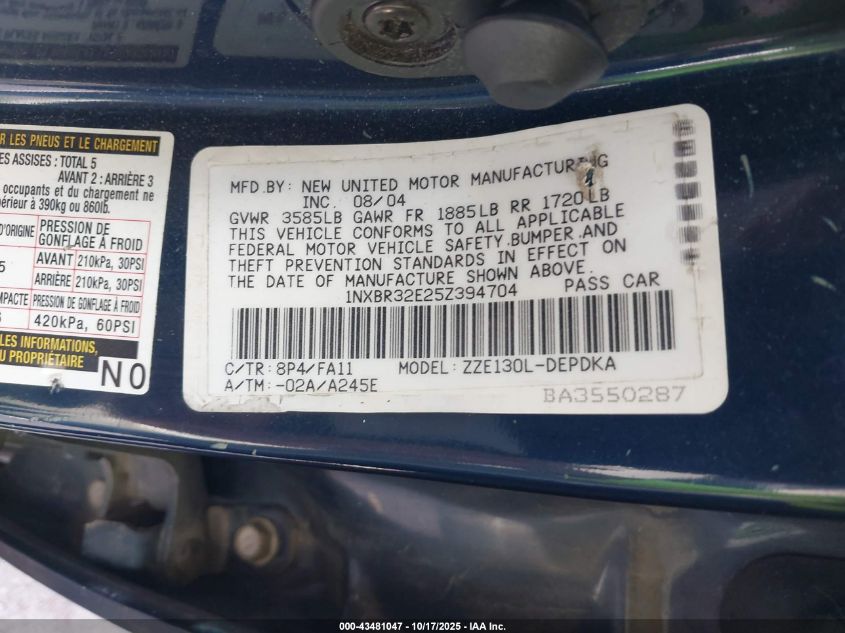 R LES PNEUS ET LE CHARGEMENT
ES ASSISES : TOTAL 5
AVANT 2 : ARRIÈRE 3
occupants et du chargement ne
érieur à 390kg ou 860lb.
D'ORIGINE PRESSION DE GONFLAGE À FROID
5 AVANT 210kPa, 30PSI
ARRIÈRE 210kPa, 30PSI
MPACTE PRESSION DE GONFLAGE À FROID
420kPa, 60PSI
LES INFORMATIONS,
U PROPRIÉTAIRE
NO
MFD.BY: NEW UNITED MOTOR MANUFACTURING
INC. 08/04
GVWR 3585LB GAWR FR 1885LB RR 1720LB
THIS VEHICLE CONFORMS TO ALL APPLICABLE
FEDERAL MOTOR VEHICLE SAFETY,BUMPER,AND
THEFT PREVENTION STANDARDS IN EFFECT ON
THE DATE OF MANUFACTURE SHOWN ABOVE.
1NXBR32E25Z394704 PASS CAR
C/TR: 8P4/FA11 MODEL: ZZE130L-DEPDKA
A/TM: -02A/A245E
BA3550287
000-43481047 - 10/17/2025 - IAA Inc.